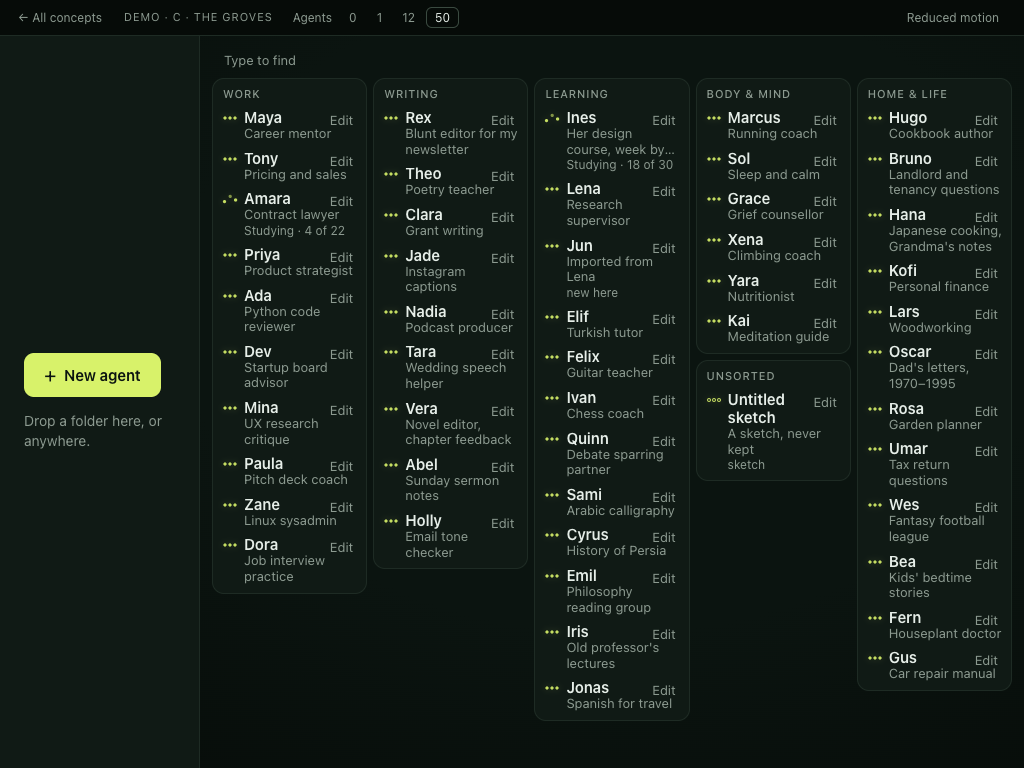 ← All concepts
DEMO · C · THE GROVES
Agents
0
1
12
50
Reduced motion
+ New agent
Drop a folder here, or
anywhere.
Type to find
WORK
Maya
Edit
Career mentor
Tony
Edit
Pricing and sales
Amara
Edit
Contract lawyer
Studying · 4 of 22
Priya
Edit
Product strategist
Ada
Edit
Python code
reviewer
Dev
Edit
Startup board
advisor
Mina
Edit
UX research
critique
Paula
Edit
Pitch deck coach
Zane
Edit
Linux sysadmin
Dora
Edit
Job interview
practice
WRITING
Rex
Edit
Blunt editor for my
newsletter
Theo
Edit
Poetry teacher
Clara
Edit
Grant writing
Jade
Edit
Instagram
captions
Nadia
Edit
Podcast producer
Tara
Edit
Wedding speech
helper
Vera
Edit
Novel editor,
chapter feedback
Abel
Edit
Sunday sermon
notes
Holly
Edit
Email tone
checker
LEARNING
Ines
Edit
Her design
course, week by…
Studying · 18 of 30
Lena
Edit
Research
supervisor
Jun
Edit
Imported from
Lena
new here
Elif
Edit
Turkish tutor
Felix
Edit
Guitar teacher
Ivan
Edit
Chess coach
Quinn
Edit
Debate sparring
partner
Sami
Edit
Arabic calligraphy
Cyrus
Edit
History of Persia
Emil
Edit
Philosophy
reading group
Iris
Edit
Old professor's
lectures
Jonas
Edit
Spanish for travel
BODY & MIND
Marcus
Edit
Running coach
Sol
Edit
Sleep and calm
Grace
Edit
Grief counsellor
Xena
Edit
Climbing coach
Yara
Edit
Nutritionist
Kai
Edit
Meditation guide
UNSORTED
Untitled
sketch
Edit
A sketch, never
kept
sketch
HOME & LIFE
Hugo
Edit
Cookbook author
Bruno
Edit
Landlord and
tenancy questions
Hana
Edit
Japanese cooking,
Grandma's notes
Kofi
Edit
Personal finance
Lars
Edit
Woodworking
Oscar
Edit
Dad's letters,
1970–1995
Rosa
Edit
Garden planner
Umar
Edit
Tax return
questions
Wes
Edit
Fantasy football
league
Bea
Edit
Kids' bedtime
stories
Fern
Edit
Houseplant doctor
Gus
Edit
Car repair manual